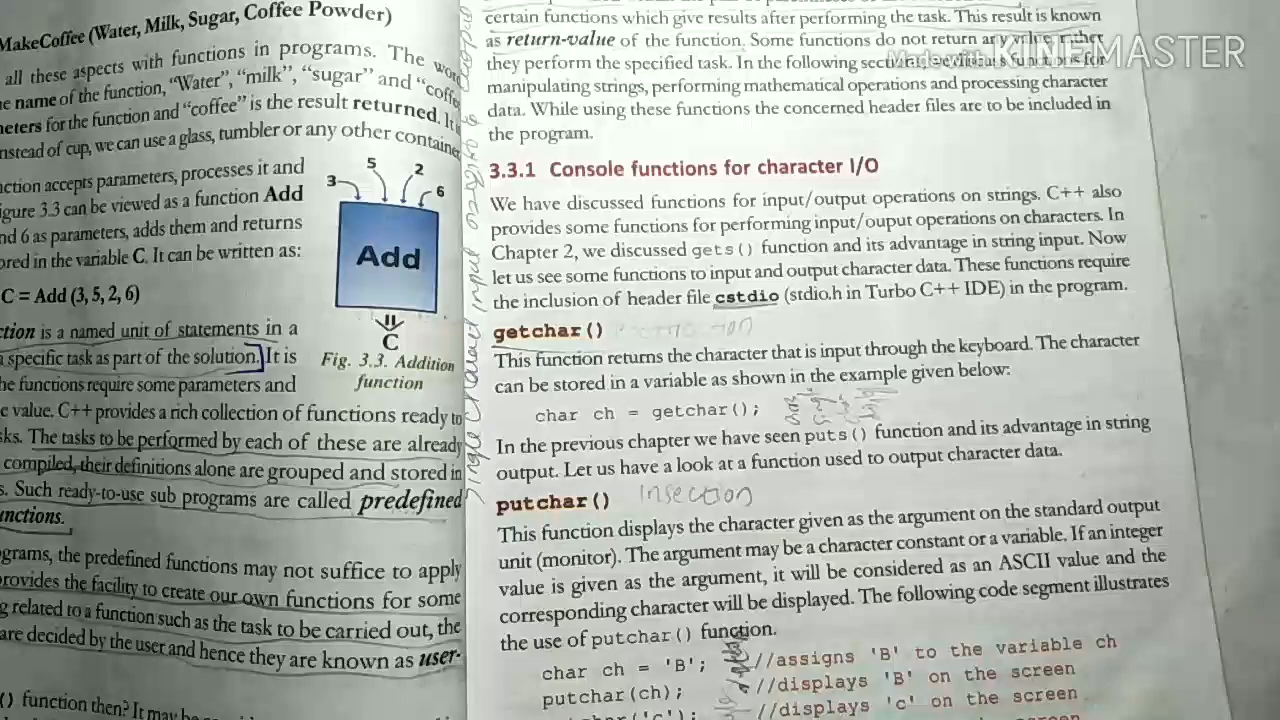 MakeCoffee (Water, Milk, Sugar, Coffee Powder)
all these aspects with functions in programs. The word
name of the function, "Water", "milk", "sugar" and "coffe
meters for the function and "coffee" is the result returned. It
nstead of cup, we can use a glass, tumbler or any other container
nction accepts parameters, processes it and
igure 3.3 can be viewed as a function Add
nd 6 as parameters, adds them and returns
ored in the variable C. It can be written as:
C = Add (3, 5, 2, 6)
3
5
2
6
Add
C
Fig. 3.3. Addition
function
ction is a named unit of statements in a
specific task as part of the solution. It is
he functions require some parameters and
e value. C++ provides a rich collection of functions ready to
sks. The tasks to be performed by each of these are already
compiled, their definitions alone are grouped and stored in
s. Such ready-to-use sub programs are called predefined
unctions.
grams, the predefined functions may not suffice to apply
rovides the facility to create our own functions for some
g related to a function such as the task to be carried out, the
are decided by the user and hence they are known as user-
() function then? It may be
certain functions which give results after performing the task. This result is known
as return-value of the function. Some functions do not return any value, rather
they perform the specified task. In the following section,
manipulating strings, performing mathematical operations and processing character
data. While using these functions the concerned header files are to be included in
the program.
Made with KINEMASTER
3.3.1 Console functions for character I/O
We have discussed functions for input/output operations on strings. C++ also
provides some functions for performing input/ouput operations on characters. In
Chapter 2, we discussed gets() function and its advantage in string input. Now
let us see some functions to input and output character data. These functions require
the inclusion of header file cstdio (stdio.h in Turbo C++ IDE) in the program.
getchar()
This function returns the character that is input through the keyboard. The character
can be stored in a variable as shown in the example given below:
char ch = getchar();
In the previous chapter we have seen puts() function and its advantage in string
output. Let us have a look at a function used to output character data.
putchar() Insection
This function displays the character given as the argument on the standard output
unit (monitor). The argument may be a character constant or a variable. If an integer
value is given as the argument, it will be considered as an ASCII value and the
corresponding character will be displayed. The following code segment illustrates
the use of putchar() function.
char ch = 'B'; //assigns 'B' to the variable ch
putchar(ch); //displays 'B' on the screen
//displays 'c' on the screen